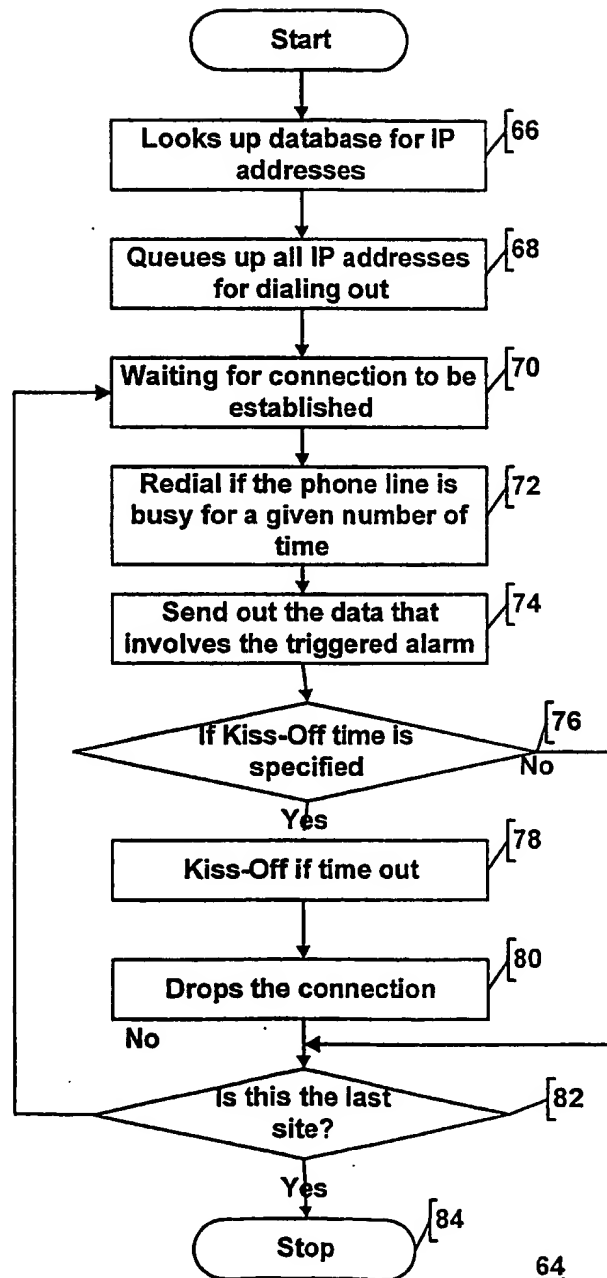 Start
Looks up database for IP
addresses
66
Queues up all IP addresses
for dialing out
68
Waiting for connection to be
established
70
Redial if the phone line is
busy for a given number of
time
72
Send out the data that
involves the triggered alarm
74
If Kiss-Off time is
specified
76
No
Yes
Kiss-Off if time out
78
Drops the connection
80
No
Is this the last
site?
82
Yes
Stop
84
64